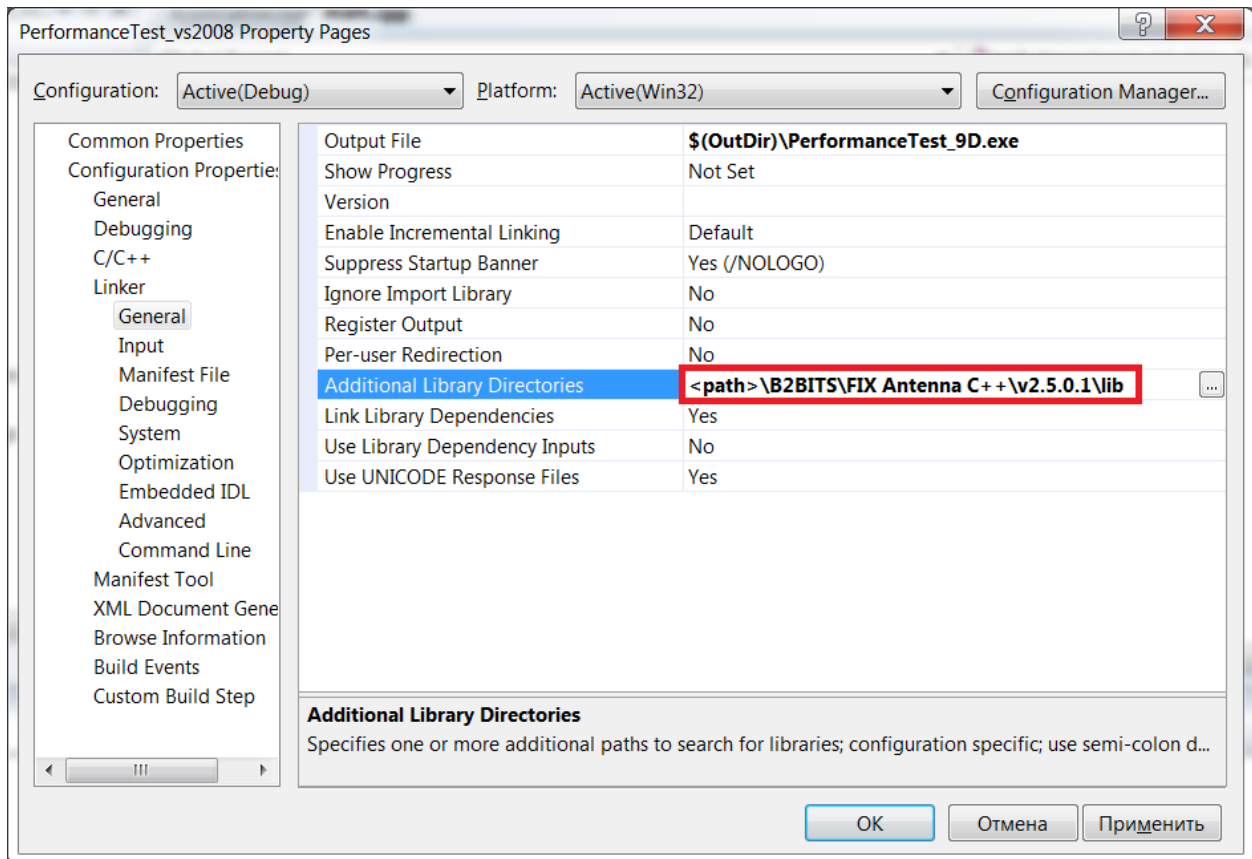 PerformanceTest_vs2008 Property Pages
Configuration: Active(Debug) Platform: Active(Win32) Configuration Manager...
Common Properties
Configuration Properties
General
Debugging
C/C++
Linker
General
Input
Manifest File
Debugging
System
Optimization
Embedded IDL
Advanced
Command Line
Manifest Tool
XML Document Gene
Browse Information
Build Events
Custom Build Step
Output File $(OutDir)\PerformanceTest_9D.exe
Show Progress Not Set
Version
Enable Incremental Linking Default
Suppress Startup Banner Yes (/NOLOGO)
Ignore Import Library No
Register Output No
Per-user Redirection No
Additional Library Directories <path>\B2BITS\FIX Antenna C++\v2.5.0.1\lib ...
Link Library Dependencies Yes
Use Library Dependency Inputs No
Use UNICODE Response Files Yes
Additional Library Directories
Specifies one or more additional paths to search for libraries; configuration specific; use semi-colon d...
OK Отмена Применить